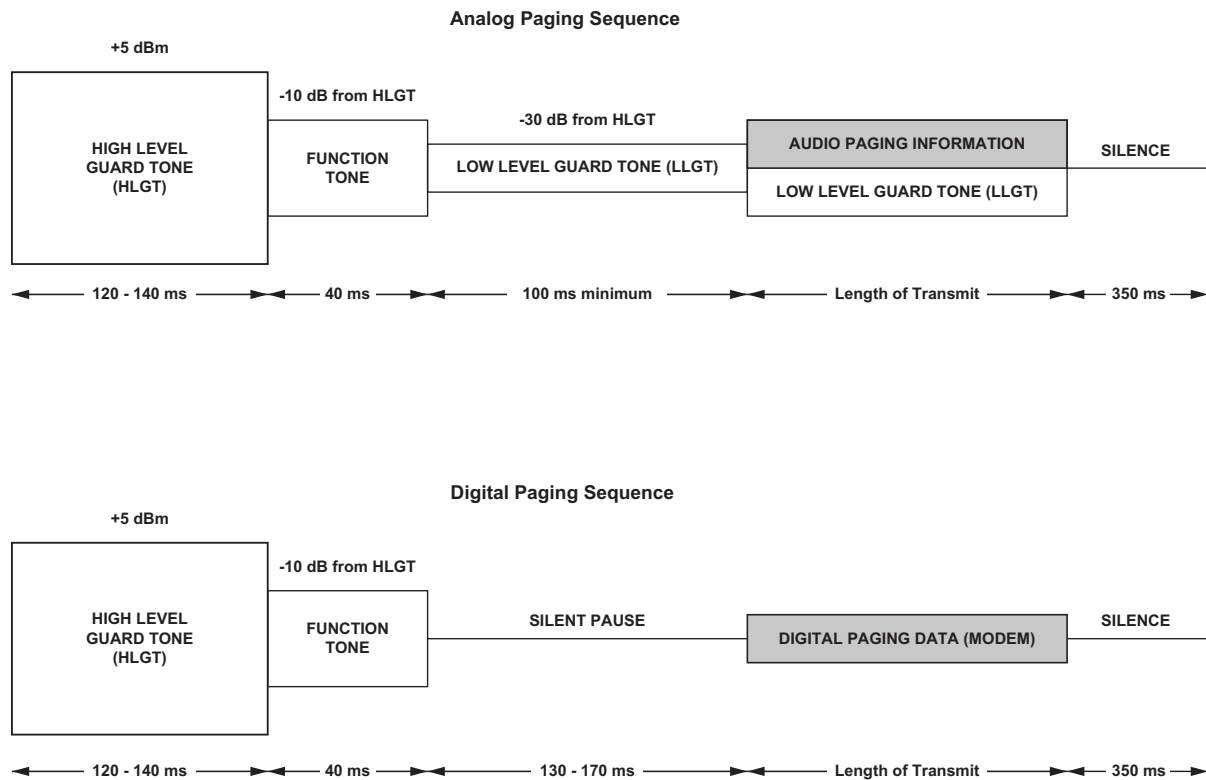 Analog Paging Sequence
+5 dBm
-10 dB from HLGT
-30 dB from HLGT
HIGH LEVEL
GUARD TONE
(HLGT)
FUNCTION
TONE
LOW LEVEL GUARD TONE (LLGT)
AUDIO PAGING INFORMATION
LOW LEVEL GUARD TONE (LLGT)
SILENCE
120 - 140 ms
40 ms
100 ms minimum
Length of Transmit
350 ms
Digital Paging Sequence
+5 dBm
-10 dB from HLGT
HIGH LEVEL
GUARD TONE
(HLGT)
FUNCTION
TONE
SILENT PAUSE
DIGITAL PAGING DATA (MODEM)
SILENCE
120 - 140 ms
40 ms
130 - 170 ms
Length of Transmit
350 ms